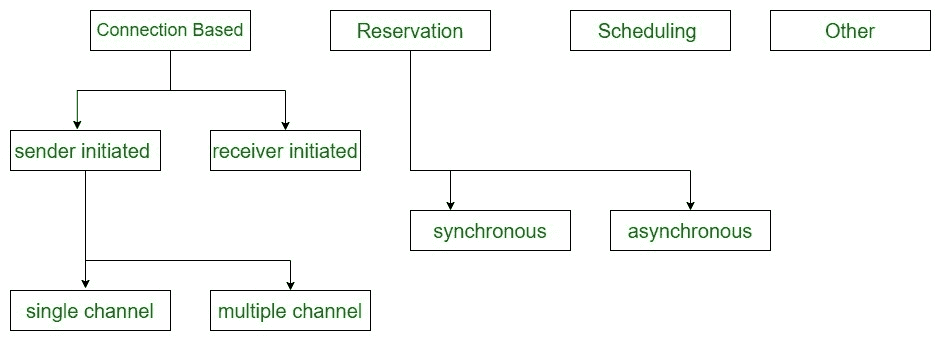 Connection Based
Reservation
Scheduling
Other
sender initiated
receiver initiated
synchronous
asynchronous
single channel
multiple channel